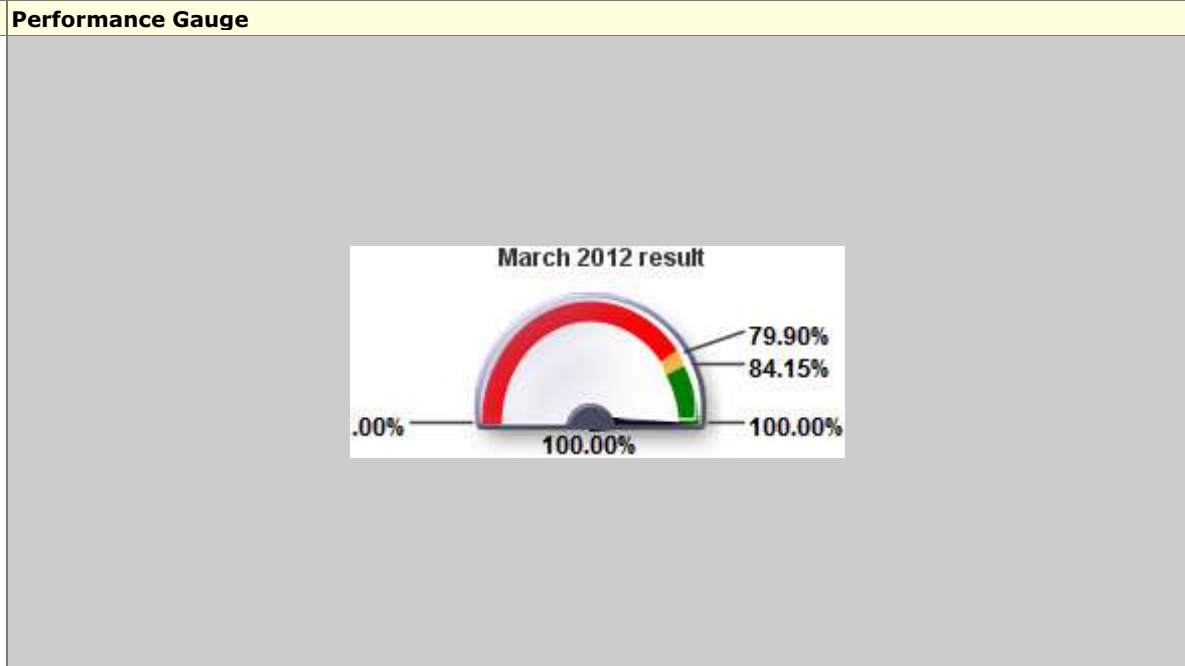 Performance Gauge
March 2012 result
79.90%
84.15%
.00%
100.00%
100.00%